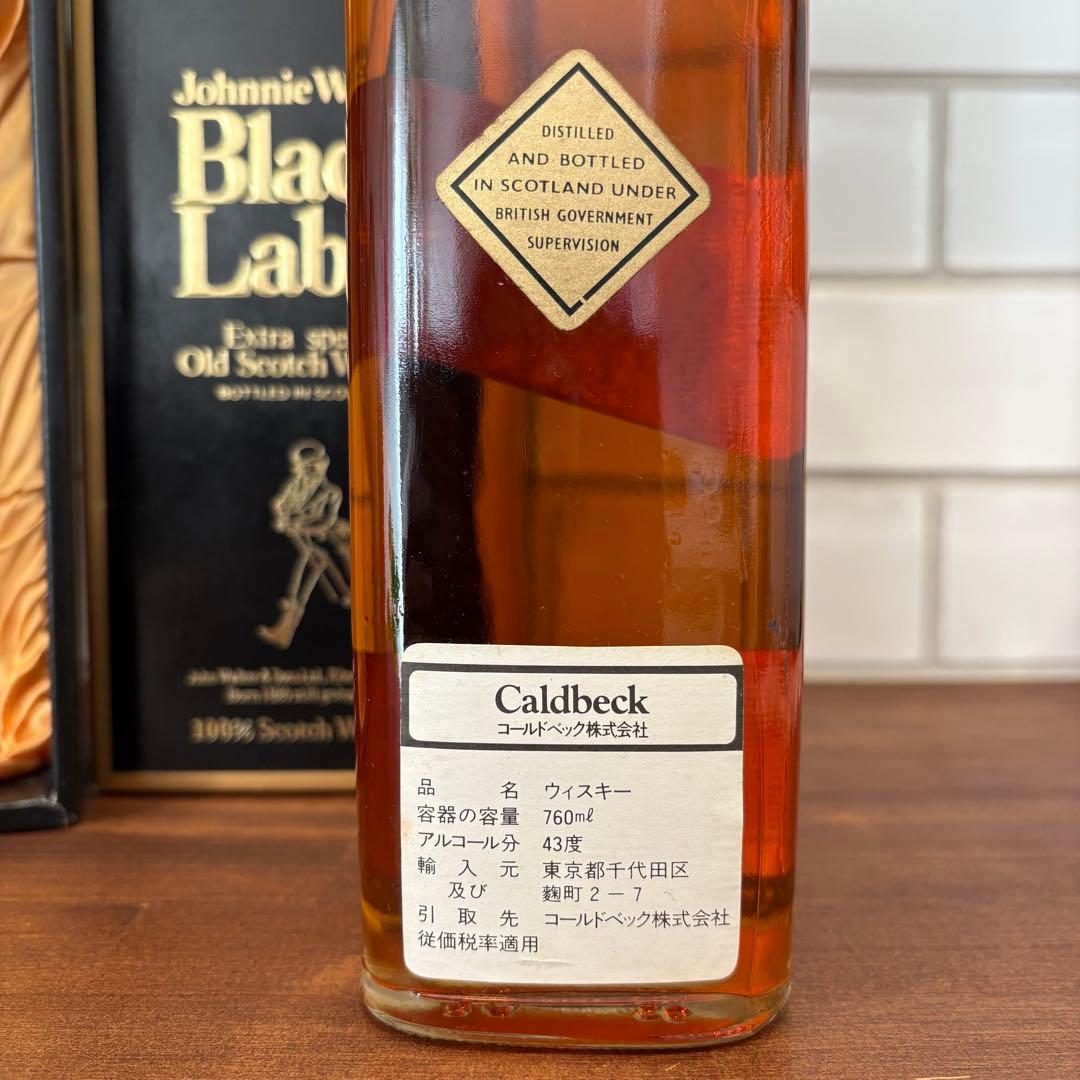 Johnnie
Label
Extra
Old Scotch
BOTTLED IN
100% Scotch
DISTILLED
AND BOTTLED
IN SCOTLAND UNDER
BRITISH GOVERNMENT
SUPERVISION
Caldbeck
コールドベック株式会社
品名 ウィスキー
容器の容量 760ml
アルコール分 43度
輸入元 東京都千代田区
及び 麹町2-7
引取先 コールドベック株式会社
従価税率適用